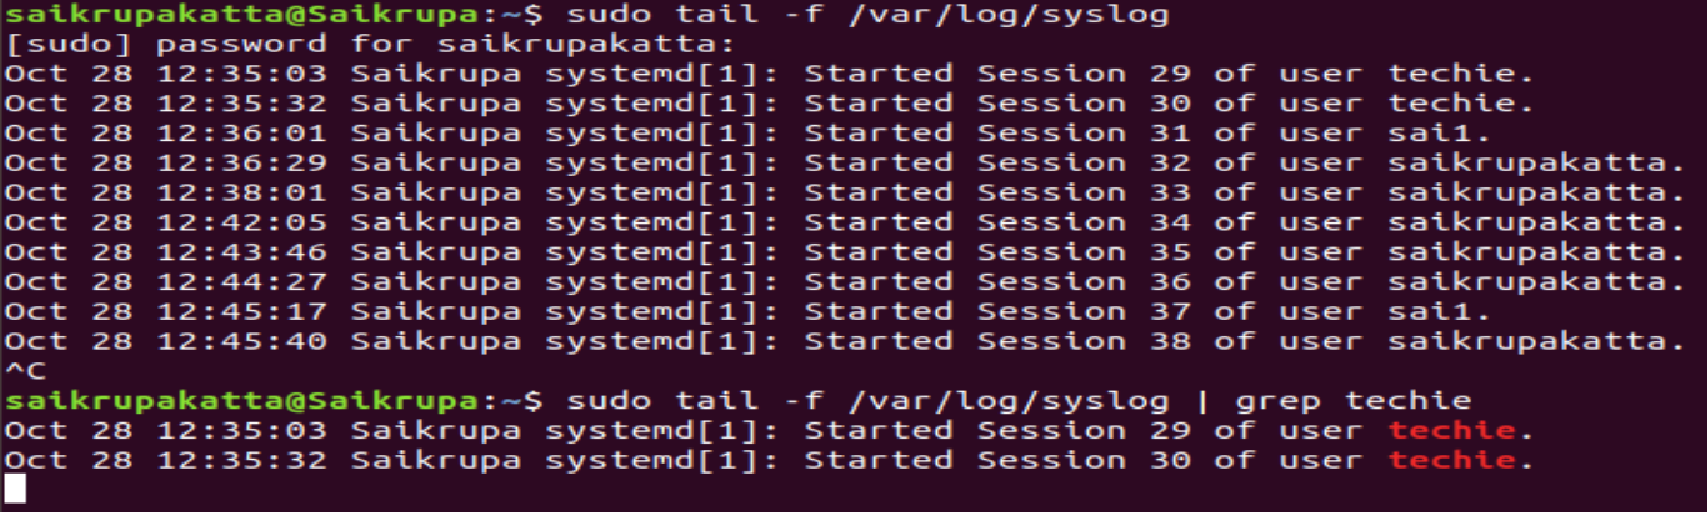 saikrupakatta@Saikrupa:~$ sudo tail -f /var/log/syslog
[sudo] password for saikrupakatta:
Oct 28 12:35:03 Saikrupa systemd[1]: Started Session 29 of user techie.
Oct 28 12:35:32 Saikrupa systemd[1]: Started Session 30 of user techie.
Oct 28 12:36:01 Saikrupa systemd[1]: Started Session 31 of user sai1.
Oct 28 12:36:29 Saikrupa systemd[1]: Started Session 32 of user saikrupakatta.
Oct 28 12:38:01 Saikrupa systemd[1]: Started Session 33 of user saikrupakatta.
Oct 28 12:42:05 Saikrupa systemd[1]: Started Session 34 of user saikrupakatta.
Oct 28 12:43:46 Saikrupa systemd[1]: Started Session 35 of user saikrupakatta.
Oct 28 12:44:27 Saikrupa systemd[1]: Started Session 36 of user saikrupakatta.
Oct 28 12:45:17 Saikrupa systemd[1]: Started Session 37 of user sai1.
Oct 28 12:45:40 Saikrupa systemd[1]: Started Session 38 of user saikrupakatta.
^C
saikrupakatta@Saikrupa:~$ sudo tail -f /var/log/syslog | grep techie
Oct 28 12:35:03 Saikrupa systemd[1]: Started Session 29 of user techie.
Oct 28 12:35:32 Saikrupa systemd[1]: Started Session 30 of user techie.